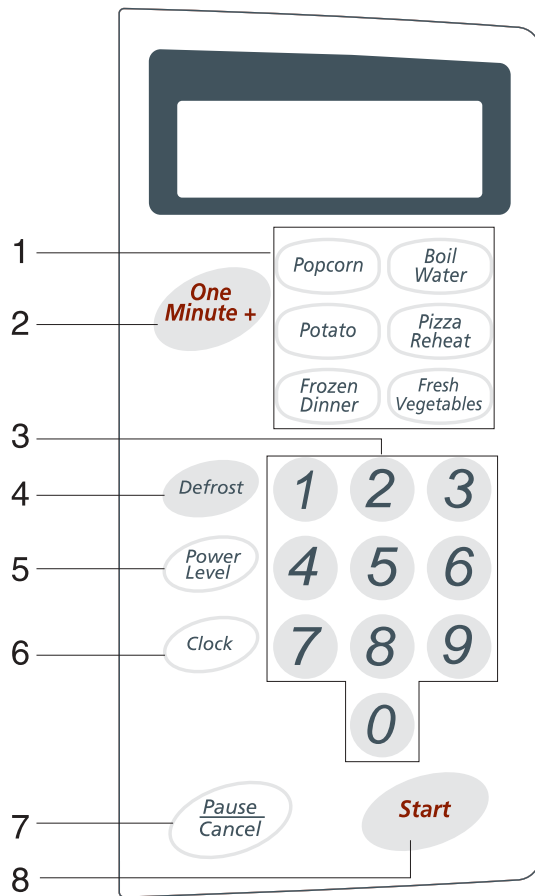 1
Popcorn
Boil
Water
2
One
Minute +
Potato
Pizza
Reheat
Frozen
Dinner
Fresh
Vegetables
3
4
Defrost
1 2 3
5
Power
Level
4 5 6
6
Clock
7 8 9
0
7
Pause
Cancel
Start
8